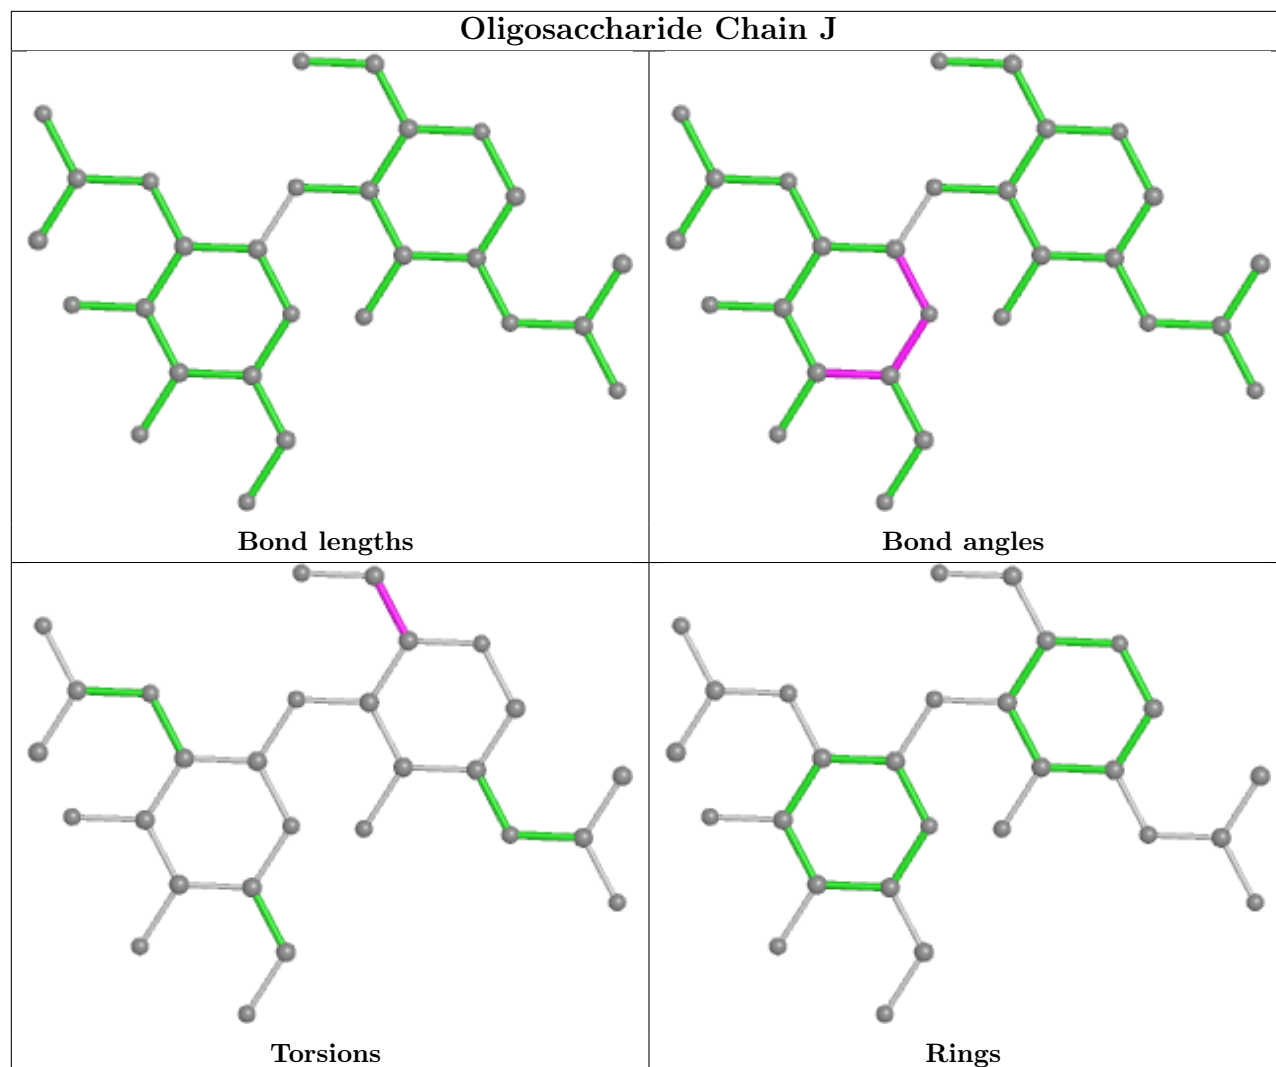 Oligosaccharide Chain J
Bond lengths
Bond angles
Torsions
Rings